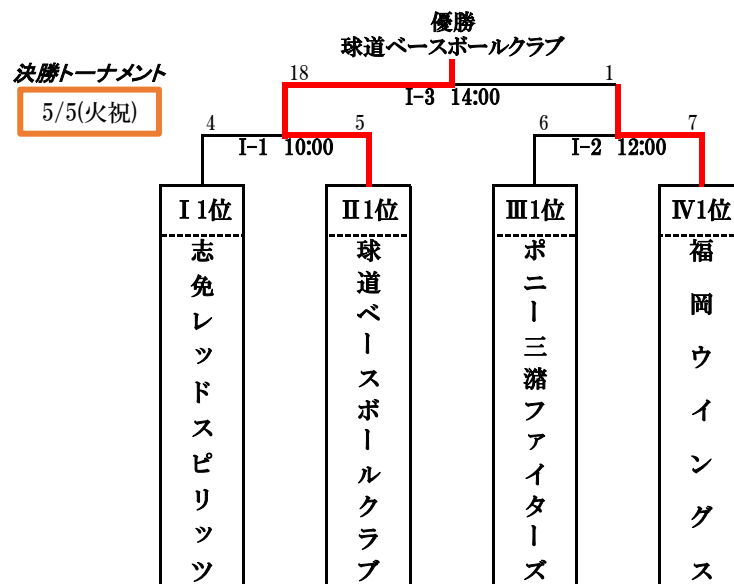 優勝
球道ベースボールクラブ
決勝トーナメント
5/5(火祝)
18
1
I-3 14:00
4
5
6
7
I-1 10:00
I-2 12:00
Ⅰ1位
Ⅱ1位
Ⅲ1位
Ⅳ1位
志免レッドスピリッツ
球道ベースボールクラブ
ポニー三潴ファイターズ
福岡ウイングス